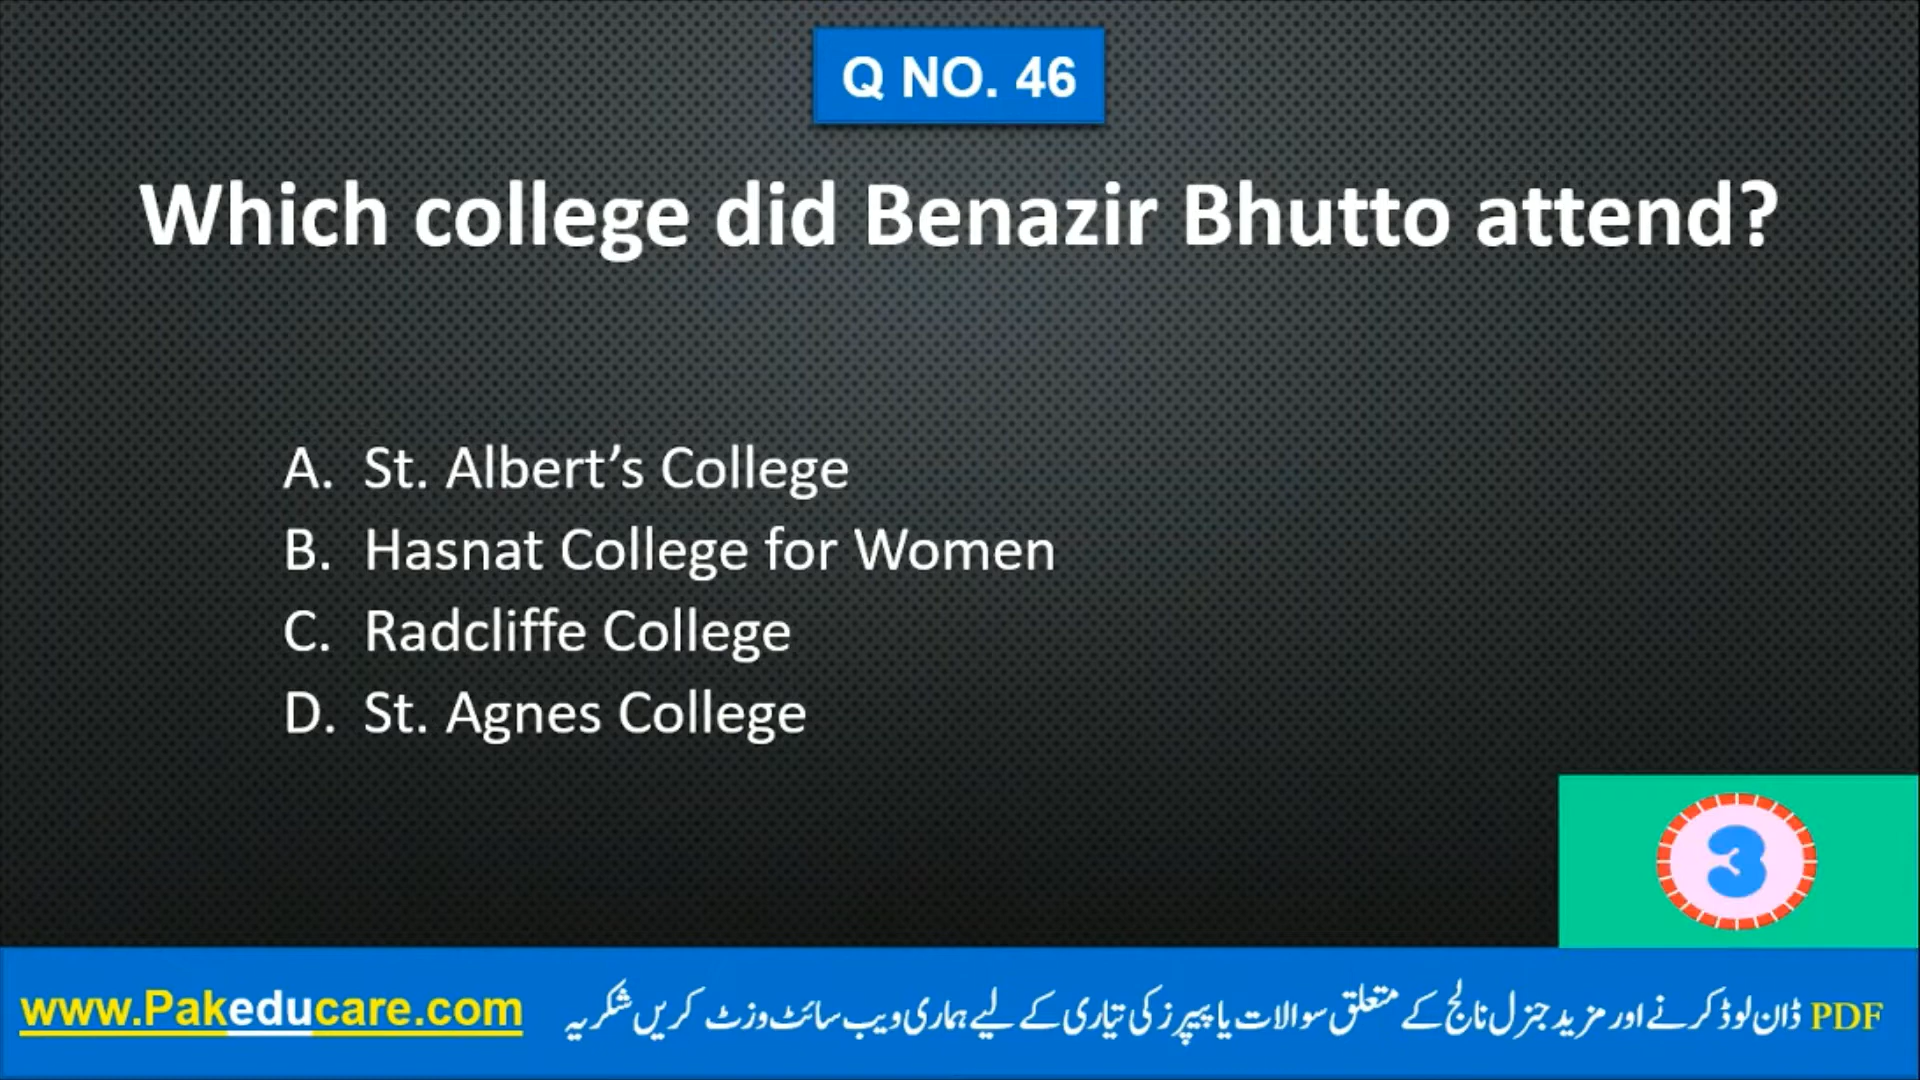 Q NO. 46
Which college did Benazir Bhutto attend?
A. St. Albert’s College
B. Hasnat College for Women
C. Radcliffe College
D. St. Agnes College
3
www.Pakeducare.com
PDF ڈان لوڈ کرنے اور مزید جنرل نالج کے متعلق سوالات یا پیپرز کی تیاری کے لیے ہماری ویب سائٹ وزٹ کریں شکریہ